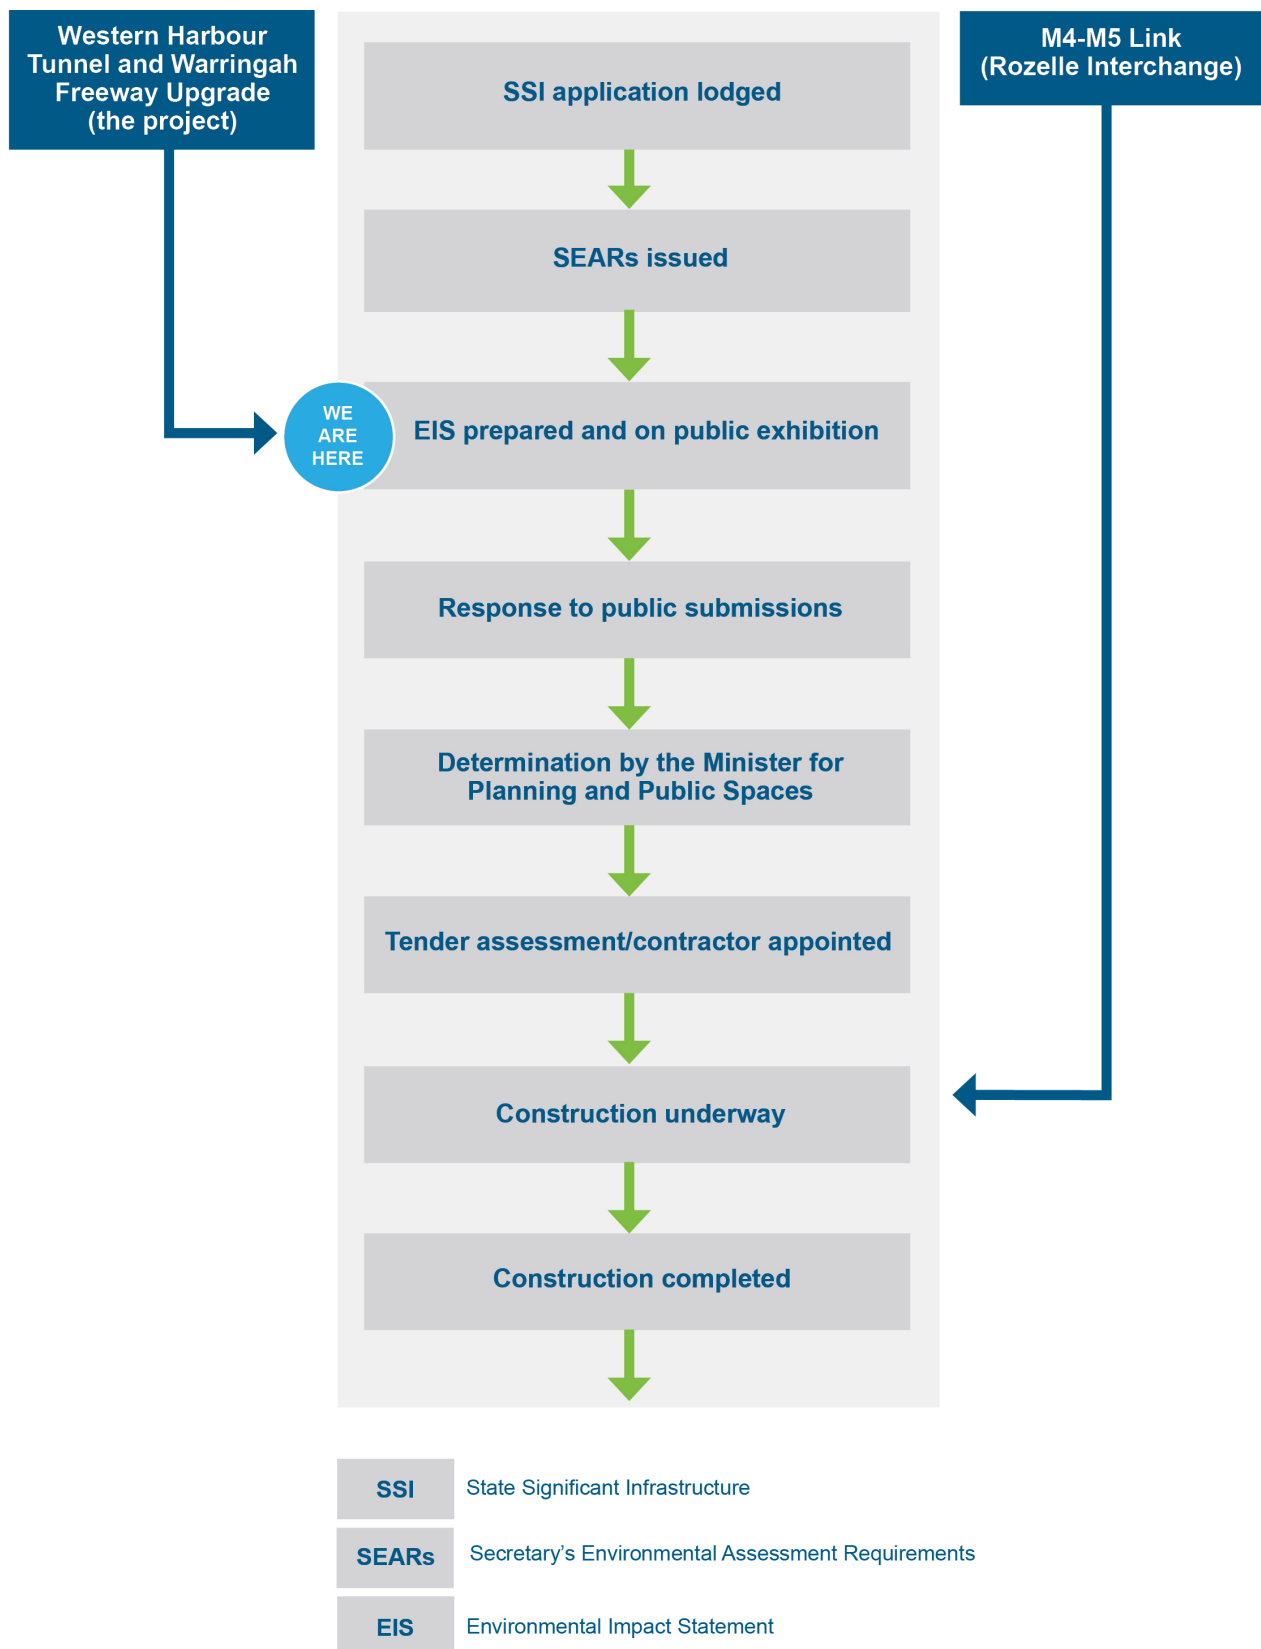 Western Harbour
Tunnel and Warringah
Freeway Upgrade
(the project)
M4-M5 Link
(Rozelle Interchange)
SSI application lodged
SEARs issued
WE
ARE
HERE
EIS prepared and on public exhibition
Response to public submissions
Determination by the Minister for
Planning and Public Spaces
Tender assessment/contractor appointed
Construction underway
Construction completed
SSI State Significant Infrastructure
SEARs Secretary’s Environmental Assessment Requirements
EIS Environmental Impact Statement